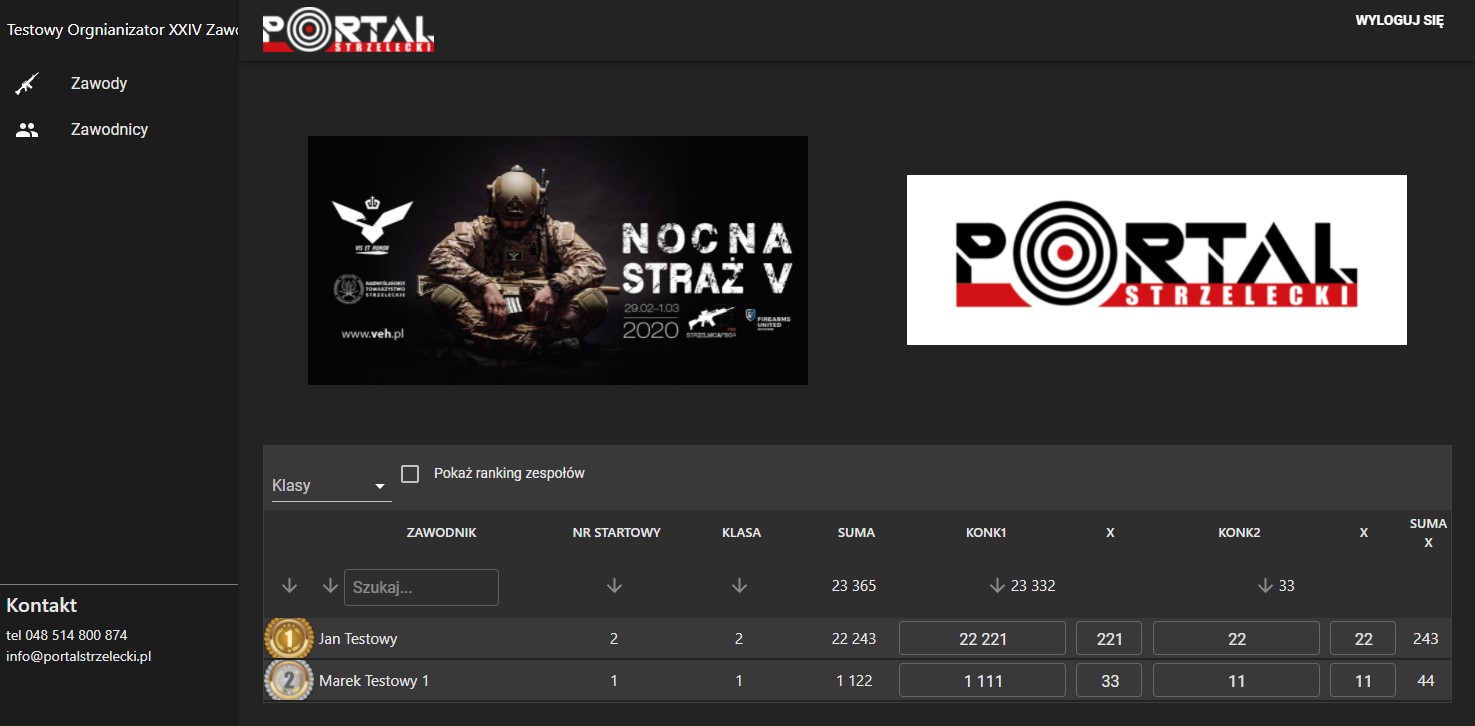 Testowy Orgnianizator XXIV Zawo
PORTAL
STRZELECKI
WYLOGUJ SIĘ
Zawody
Zawodnicy
VIS ET HONOR
NADWIŚLAŃSKIE
TOWARZYSTWO
STRZELECKIE
www.veh.pl
NOCNA
STRAŻ V
29.02-1.03
2020
FIREARMS
UNITED
PORTAL
STRZELECKI
Klasy
Pokaż ranking zespołów
ZAWODNIK NR STARTOWY KLASA SUMA KONK1 X KONK2 X SUMA X
Szukaj... 23 365 23 332 33
1 Jan Testowy 2 2 22 243 22 221 221 22 22 243
2 Marek Testowy 1 1 1 1 122 1 111 33 11 11 44
Kontakt
tel 048 514 800 874
info@portalstrzelecki.pl